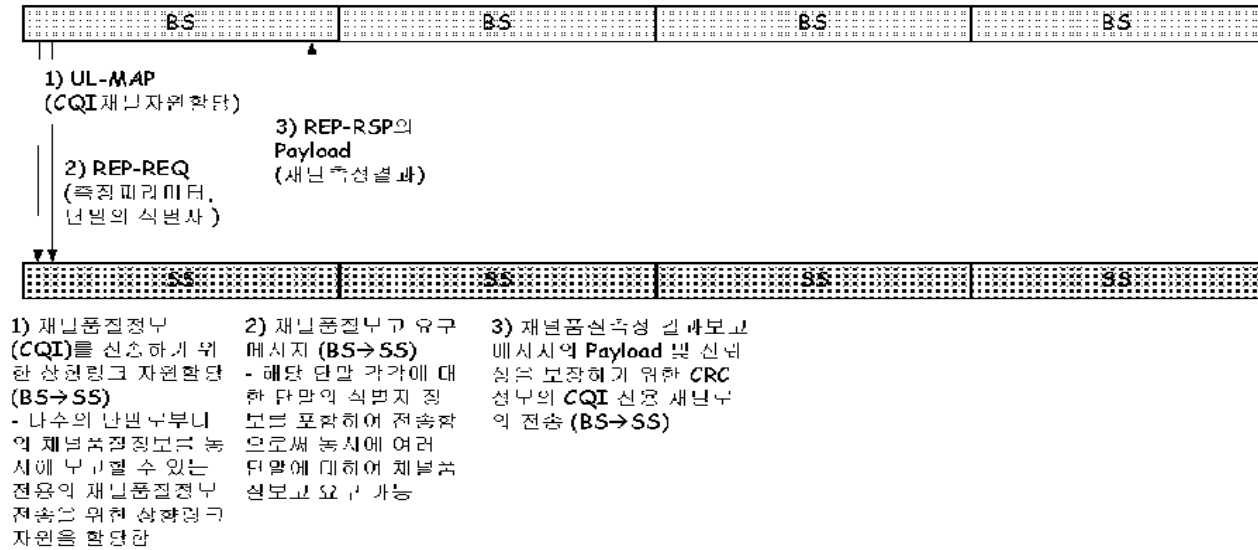 BS BS BS BS
1) UL-MAP
(CQI채널자원할당)
3) REP-RSP의
Payload
(채널측정결과)
2) REP-REQ
(측정파라미터,
단말의 식별자 )
SS SS SS SS
1) 채널품질정보
(CQI)를 전송하기 위
한 상향링크 자원할당
(BS→SS)
- 다수의 단말로부터
의 채널품질정보를 동
시에 보고할 수 있는
전용의 채널품질정보
전송을 위한 상향링크
자원을 할당함
2) 채널품질보고 요구
메시지 (BS→SS)
- 해당 단말 각각에 대
한 단말의 식별자 정
보를 포함하여 전송함
으로써 동시에 여러
단말에 대하여 채널품
질보고 요구 가능
3) 채널품질측정 결과보고
메시지의 Payload 및 신뢰
성을 보장하기 위한 CRC
정보의 CQI 전용 채널로
의 전송 (BS→SS)